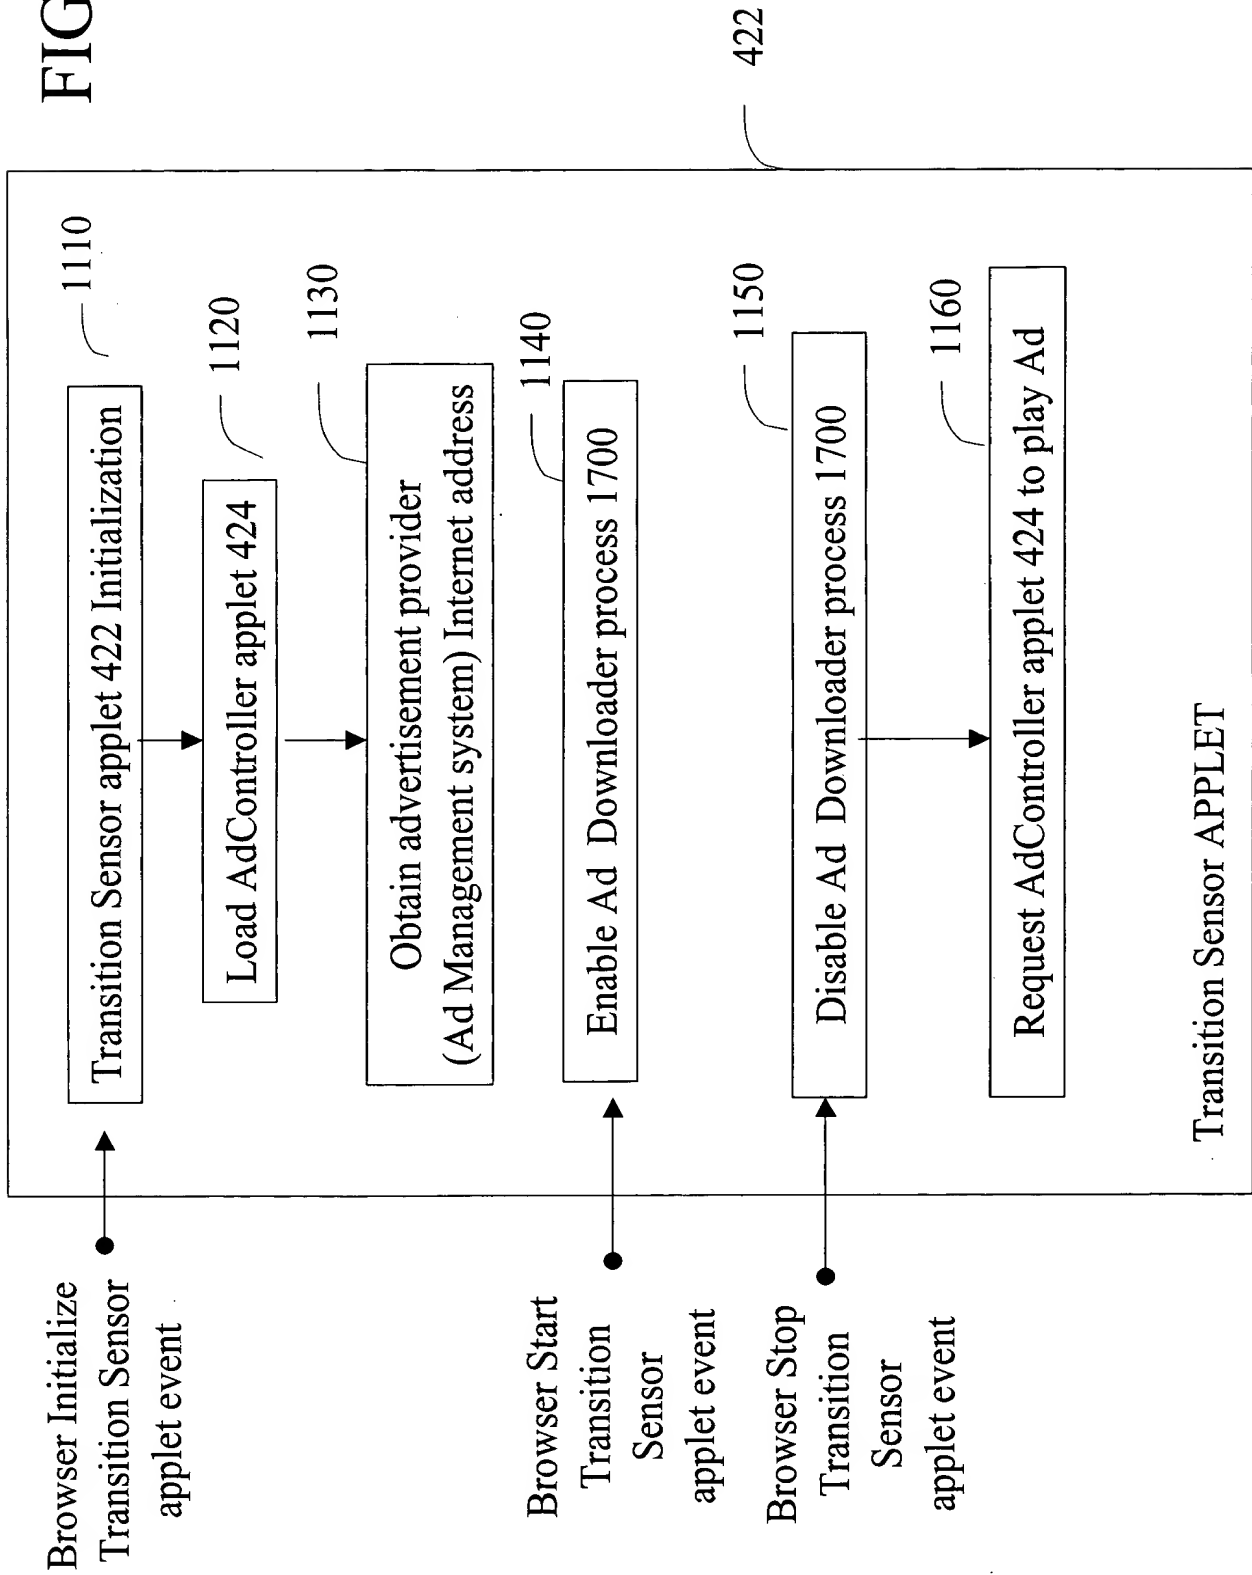 FIG
Browser Initialize
Transition Sensor
applet event
1110
Transition Sensor applet 422 Initialization
1120
Load AdController applet 424
1130
Obtain advertisement provider
(Ad Management system) Internet address
Browser Start
Transition
Sensor
applet event
1140
Enable Ad Downloader process 1700
Browser Stop
Transition
Sensor
applet event
1150
Disable Ad Downloader process 1700
1160
Request AdController applet 424 to play Ad
Transition Sensor APPLET
422